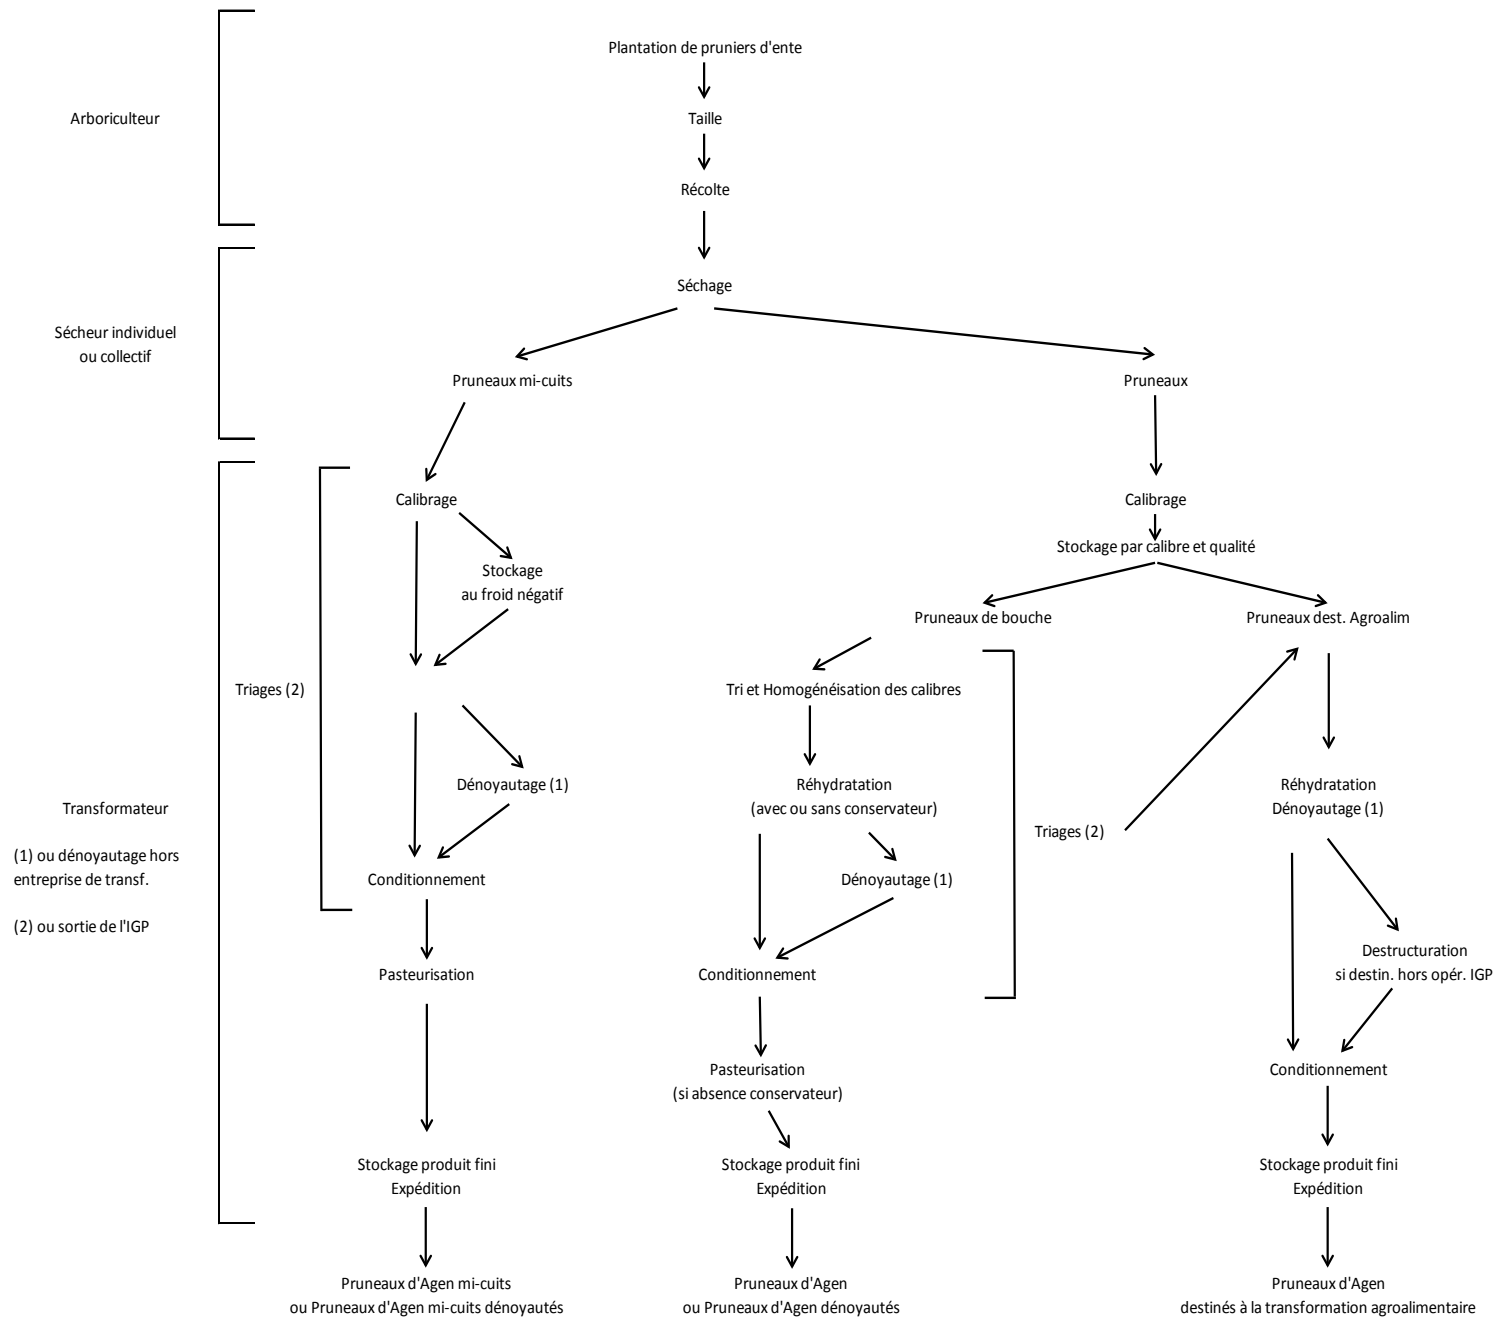 Plantation de pruniers d'ente
Arboriculteur
Taille
Récolte
Séchage
Sécheur individuel
ou collectif
Pruneaux mi-cuits
Pruneaux
Calibrage
Calibrage
Stockage par calibre et qualité
Stockage
au froid négatif
Pruneaux de bouche
Pruneaux dest. Agroalim
Triages (2)
Tri et Homogénéisation des calibres
Dénoyautage (1)
Réhydratation
(avec ou sans conservateur)
Triages (2)
Réhydratation
Dénoyautage (1)
Transformateur
(1) ou dénoyautage hors
entreprise de transf.
(2) ou sortie de l'IGP
Conditionnement
Dénoyautage (1)
Destructuration
si destin. hors opér. IGP
Pasteurisation
Conditionnement
Pasteurisation
(si absence conservateur)
Conditionnement
Stockage produit fini
Expédition
Stockage produit fini
Expédition
Stockage produit fini
Expédition
Pruneaux d'Agen mi-cuits
ou Pruneaux d'Agen mi-cuits dénoyautés
Pruneaux d'Agen
ou Pruneaux d'Agen dénoyautés
Pruneaux d'Agen
destinés à la transformation agroalimentaire